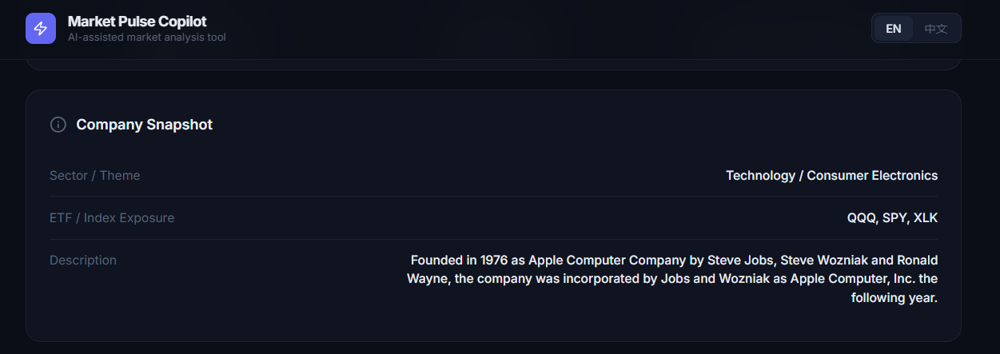 Market Pulse Copilot
AI-assisted market analysis tool
EN
中文
Company Snapshot
Sector / Theme
Technology / Consumer Electronics
ETF / Index Exposure
QQQ, SPY, XLK
Description
Founded in 1976 as Apple Computer Company by Steve Jobs, Steve Wozniak and Ronald
Wayne, the company was incorporated by Jobs and Wozniak as Apple Computer, Inc. the
following year.